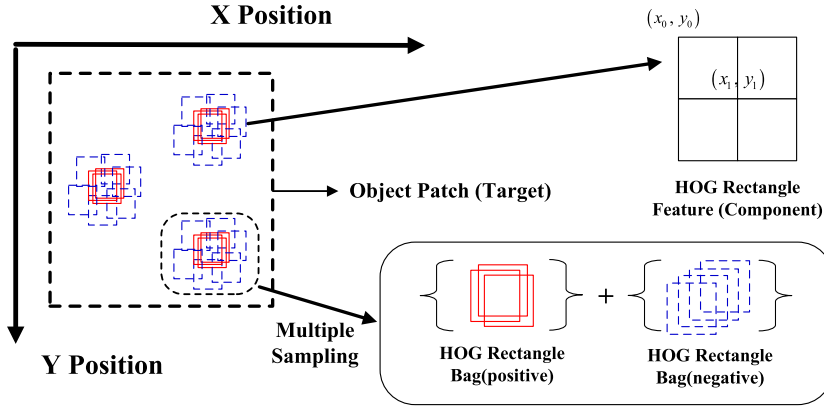 X Position
(x₀, y₀)
(x₁, y₁)
Object Patch (Target)
HOG Rectangle
Feature (Component)
Multiple
Sampling
Y Position
{ } + { }
HOG Rectangle
Bag(positive)
HOG Rectangle
Bag(negative)